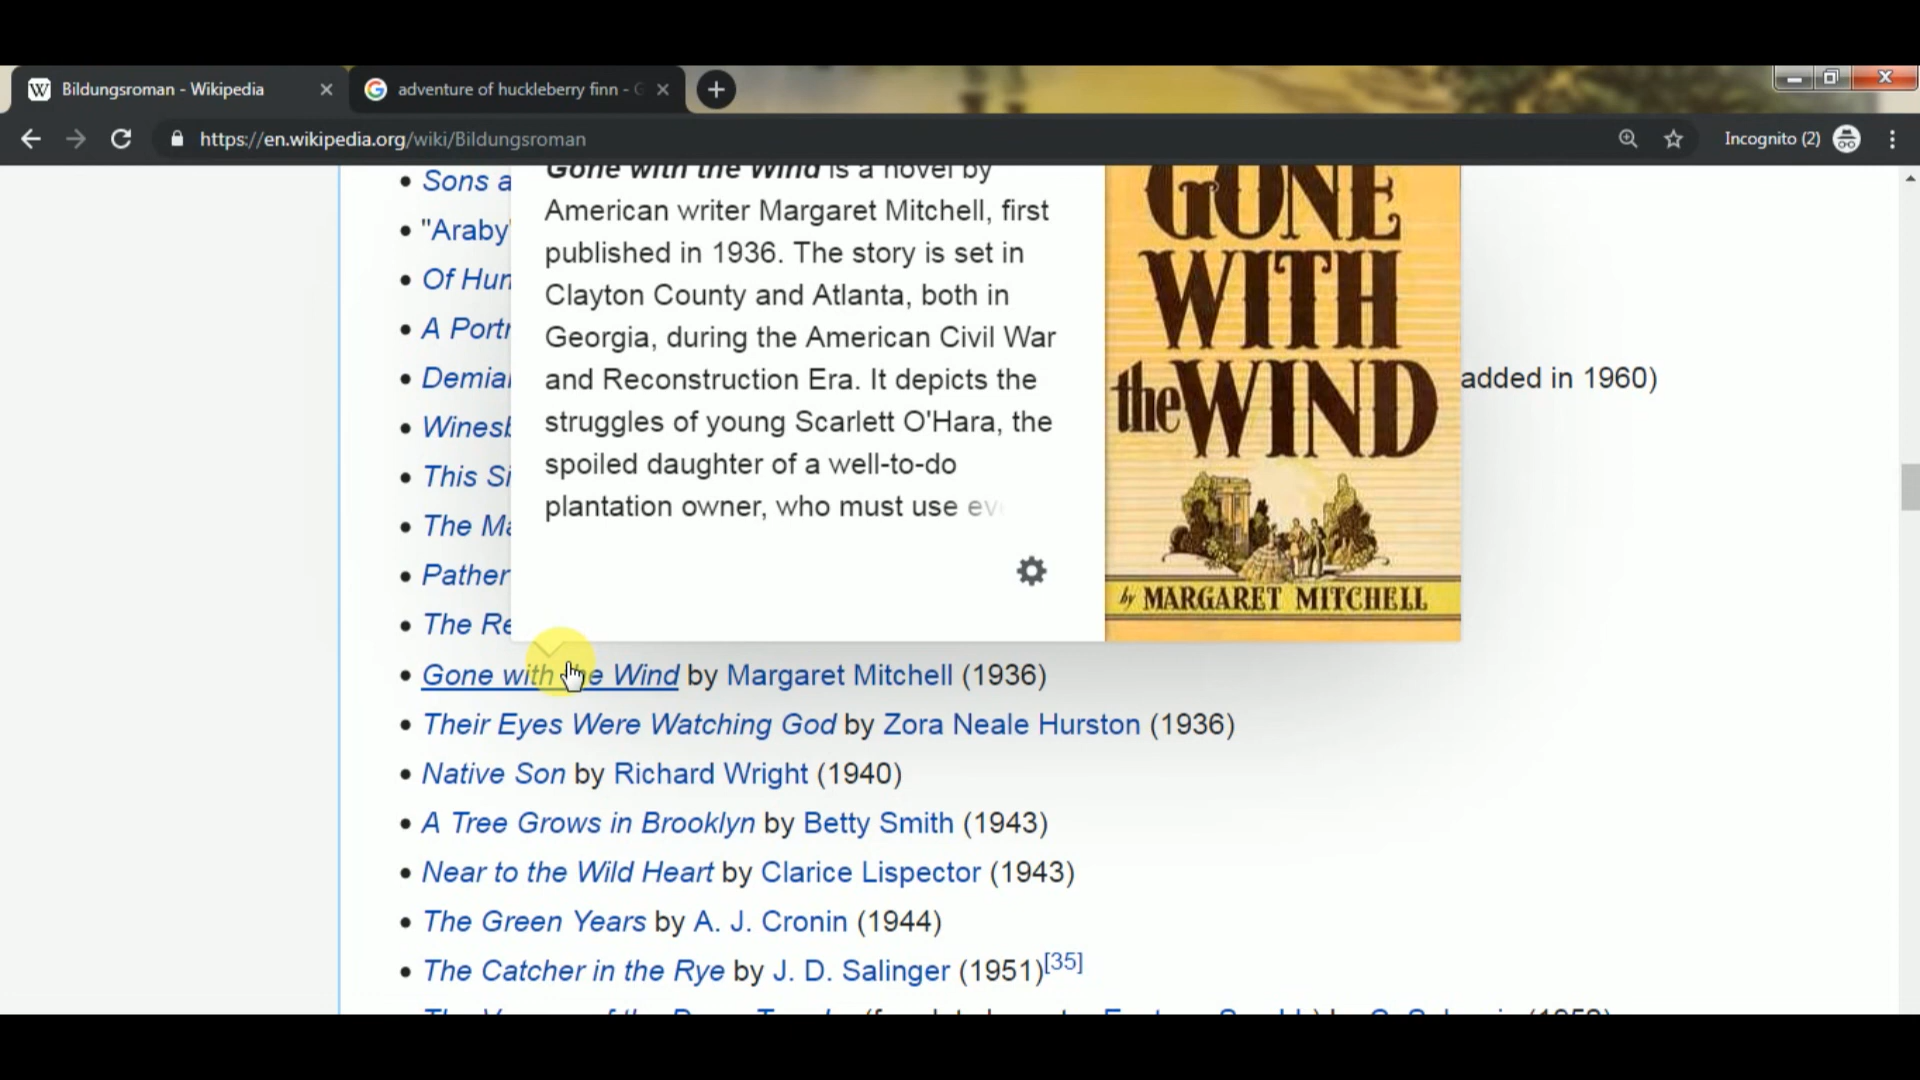 Bildungsroman - Wikipedia
adventure of huckleberry finn -
https://en.wikipedia.org/wiki/Bildungsroman
Incognito (2)
Gone with the Wind is a novel by
American writer Margaret Mitchell, first
published in 1936. The story is set in
Clayton County and Atlanta, both in
Georgia, during the American Civil War
and Reconstruction Era. It depicts the
struggles of young Scarlett O'Hara, the
spoiled daughter of a well-to-do
plantation owner, who must use
GONE
WITH
the WIND
by MARGARET MITCHELL
• Sons a
• "Araby"
• Of Hum
• A Portr
• Demian
added in 1960)
• Winesb
• This Si
• The Ma
• Pather
• The Re
• Gone with the Wind by Margaret Mitchell (1936)
• Their Eyes Were Watching God by Zora Neale Hurston (1936)
• Native Son by Richard Wright (1940)
• A Tree Grows in Brooklyn by Betty Smith (1943)
• Near to the Wild Heart by Clarice Lispector (1943)
• The Green Years by A. J. Cronin (1944)
• The Catcher in the Rye by J. D. Salinger (1951)[35]